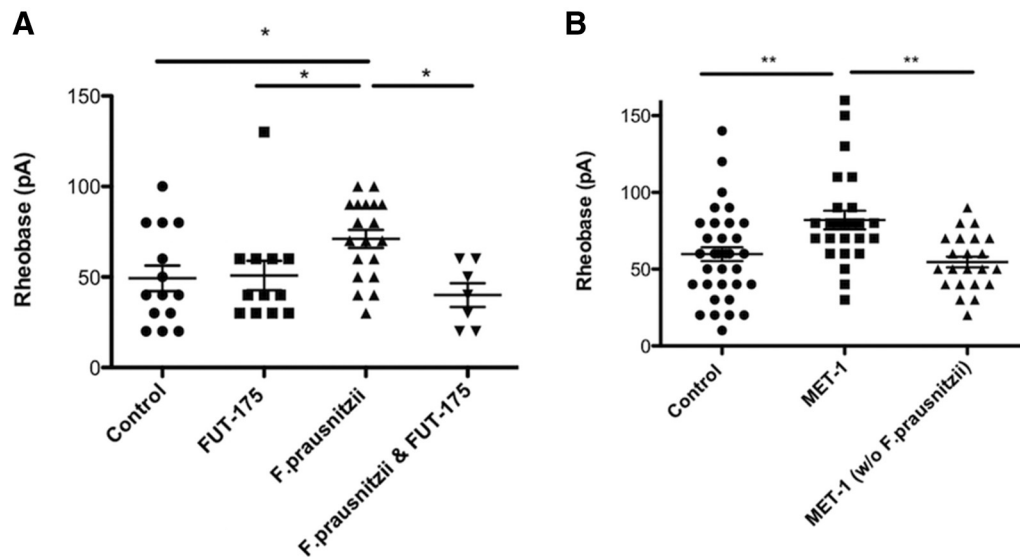 A
*
*
*
150
100
50
0
Rheobase (pA)
Control
FUT-175
F.prausnitzii
F.prausnitzii & FUT-175
B
**
**
150
100
50
0
Rheobase (pA)
Control
MET-1
MET-1 (w/o F.prausnitzii)